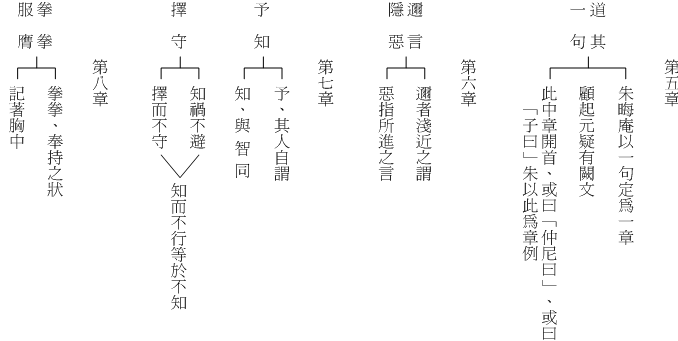 第五章
道其
一句
朱晦庵以一句定爲一章
顧起元疑有闕文
此中章開首、或曰「仲尼曰」、或曰
「子曰」朱以此爲章例
第六章
邇言
隱惡
邇者淺近之謂
惡指所進之言
第七章
予知
予、其人自謂
知、與智同
擇守
知禍不避
擇而不守
知而不行等於不知
第八章
拳拳
服膺
拳拳、奉持之狀
記著胸中